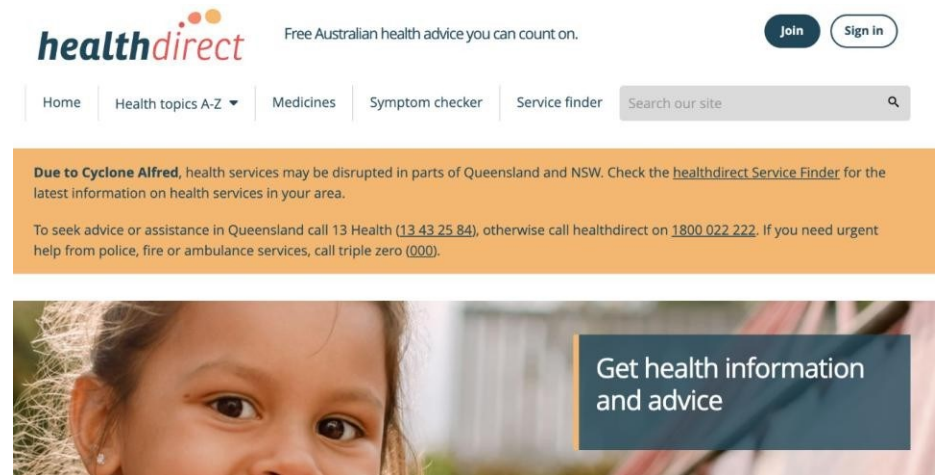 healthdirect
Free Australian health advice you can count on.
Join
Sign in
Home
Health topics A-Z
Medicines
Symptom checker
Service finder
Search our site
Due to Cyclone Alfred, health services may be disrupted in parts of Queensland and NSW. Check the healthdirect Service Finder for the
latest information on health services in your area.
To seek advice or assistance in Queensland call 13 Health (13 43 25 84), otherwise call healthdirect on 1800 022 222. If you need urgent
help from police, fire or ambulance services, call triple zero (000).
Get health information
and advice